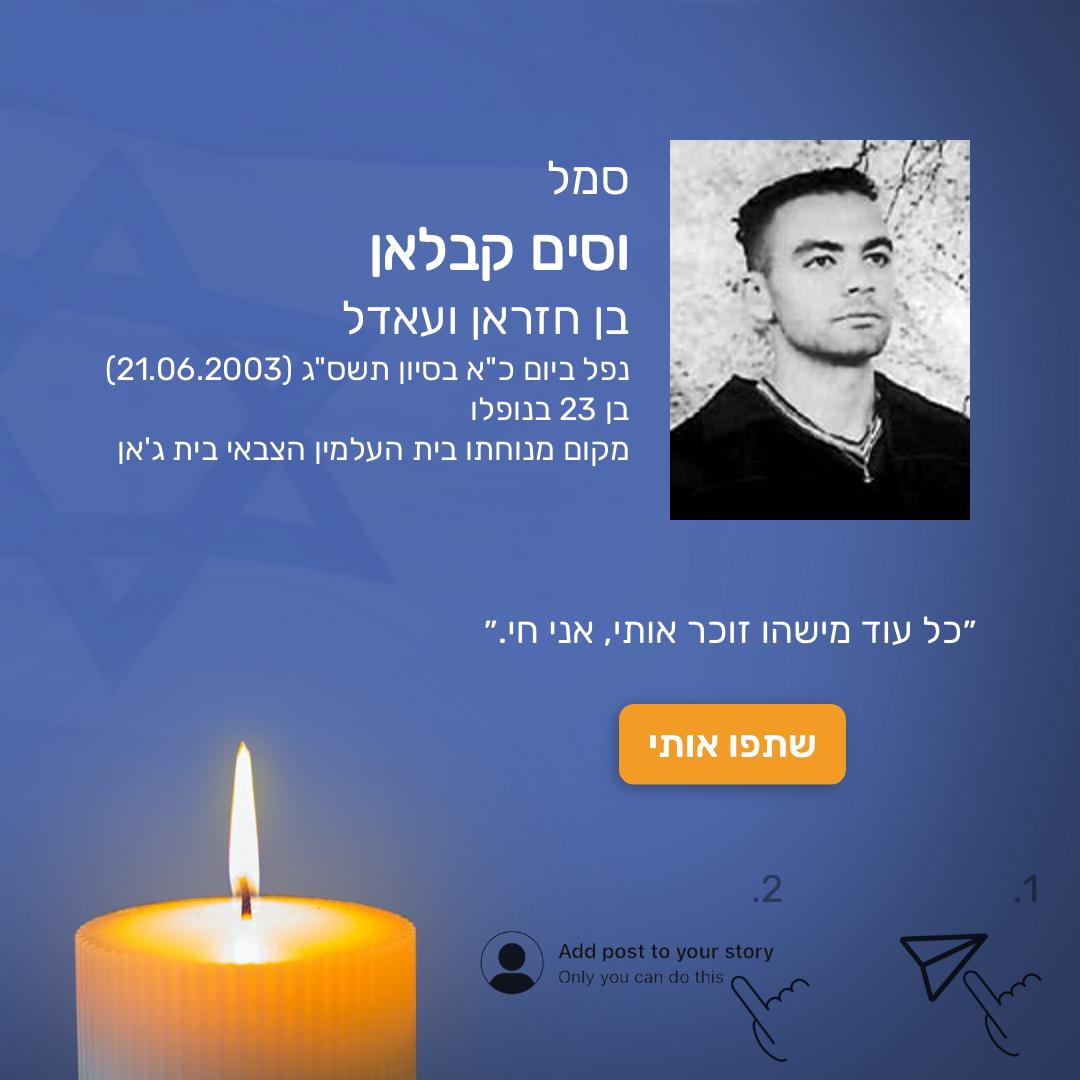 סמל
וסים קבלאן
בן חזראן ועאדל
נפל ביום כ"א בסיון תשס"ג (21.06.2003)
בן 23 בנופלו
מקום מנוחתו בית העלמין הצבאי בית ג'אן
״כל עוד מישהו זוכר אותי, אני חי.״
שתפו אותי
.1
.2
Add post to your story
Only you can do this